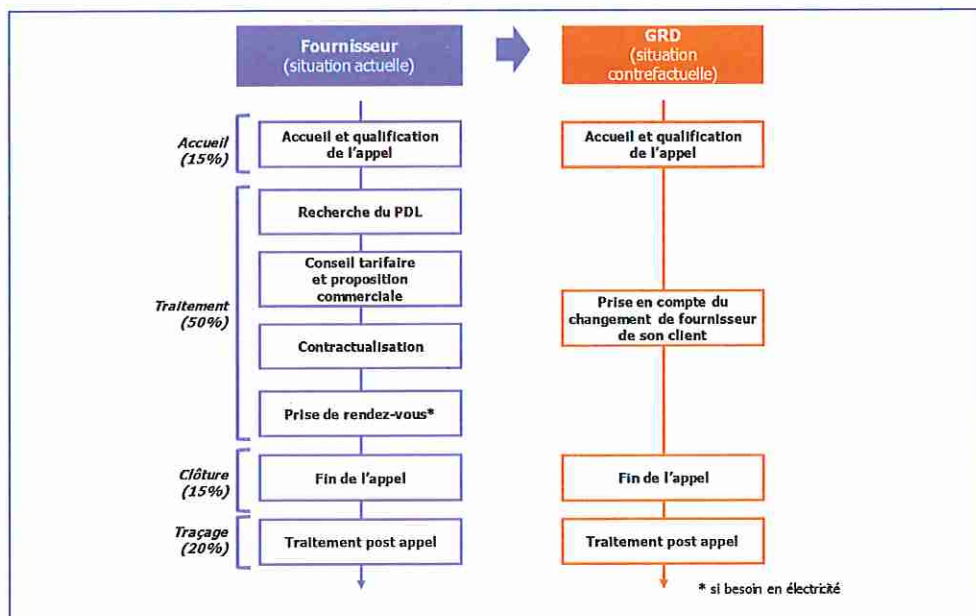 Fournisseur
(situation actuelle)
GRD
(situation
contrefactuelle)
Accueil
(15%)
Accueil et qualification
de l'appel
Accueil et qualification
de l'appel
Traitement
(50%)
Recherche du PDL
Conseil tarifaire
et proposition
commerciale
Contractualisation
Prise de rendez-vous*
Prise en compte du
changement de fournisseur
de son client
Clôture
(15%)
Fin de l'appel
Fin de l'appel
Traçage
(20%)
Traitement post appel
Traitement post appel
* si besoin en électricité